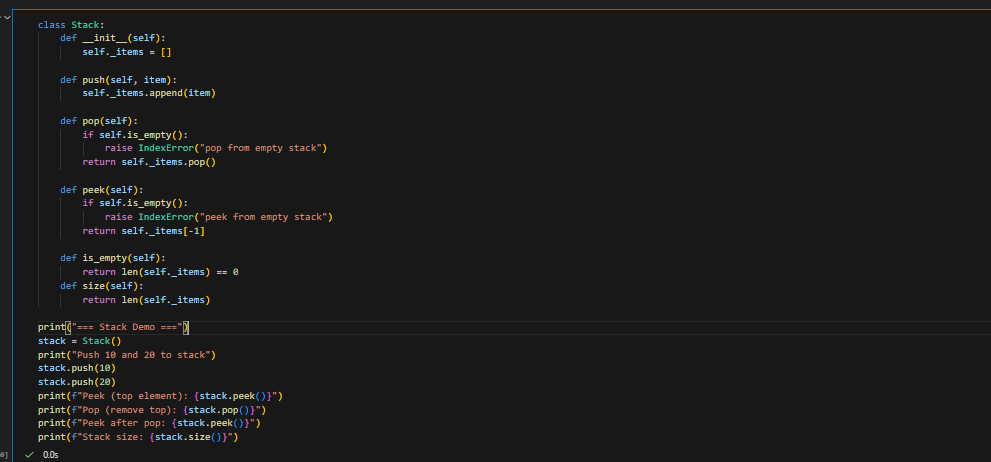 class Stack:
    def __init__(self):
        self._items = []

    def push(self, item):
        self._items.append(item)

    def pop(self):
        if self.is_empty():
            raise IndexError("pop from empty stack")
        return self._items.pop()

    def peek(self):
        if self.is_empty():
            raise IndexError("peek from empty stack")
        return self._items[-1]

    def is_empty(self):
        return len(self._items) == 0
    def size(self):
        return len(self._items)

print("=== Stack Demo ===")
stack = Stack()
print("Push 10 and 20 to stack")
stack.push(10)
stack.push(20)
print(f"Peek (top element): {stack.peek()}")
print(f"Pop (remove top): {stack.pop()}")
print(f"Peek after pop: {stack.peek()}")
print(f"Stack size: {stack.size()}")
0.0s